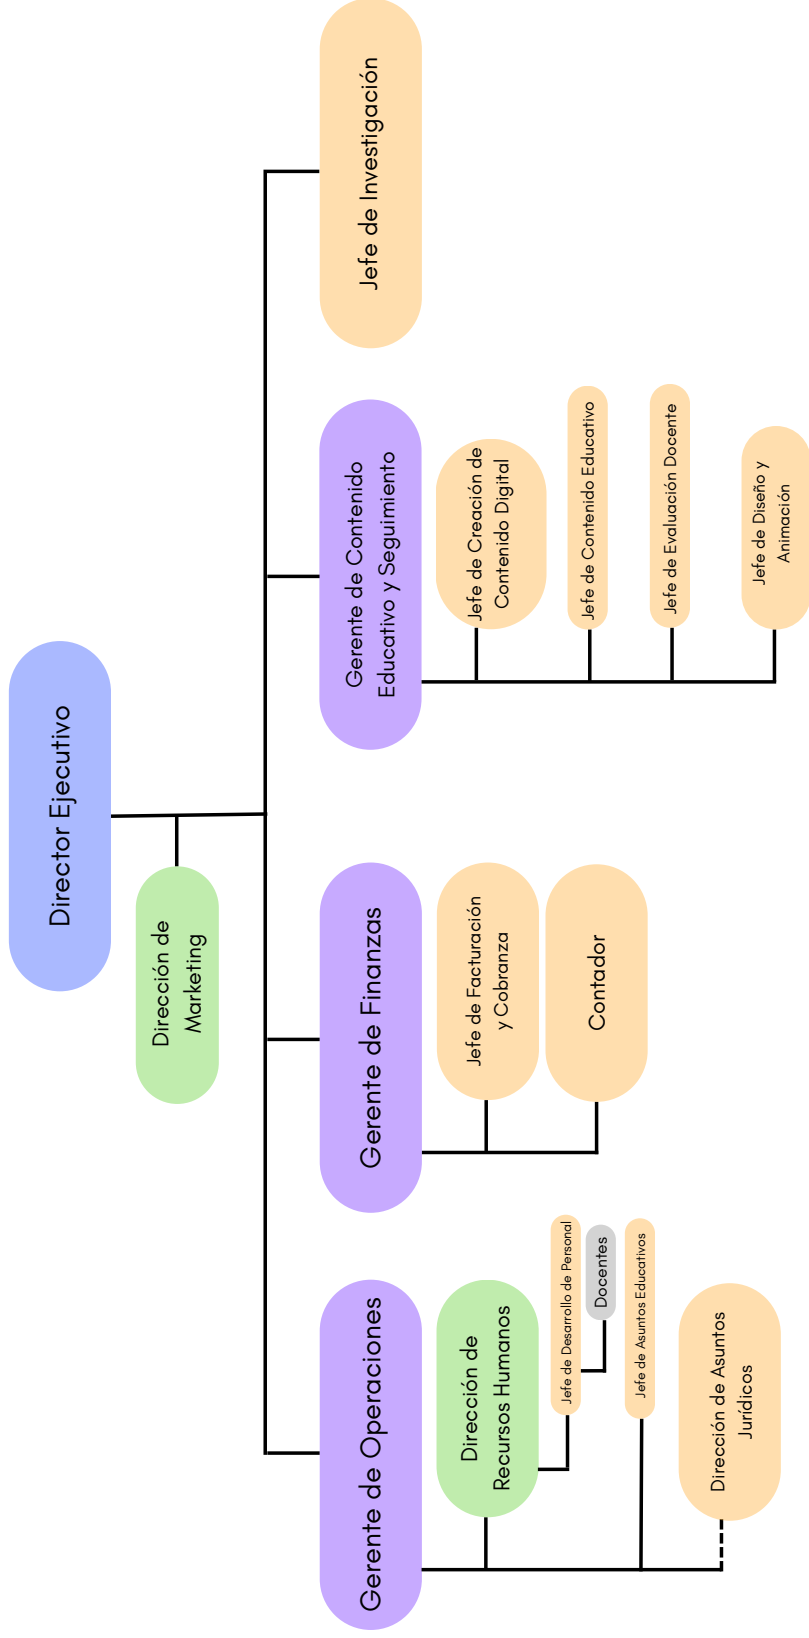 Director Ejecutivo
Dirección de
Marketing
Gerente de Operaciones
Gerente de Finanzas
Gerente de Contenido
Educativo y Seguimiento
Jefe de Investigación
Dirección de
Recursos Humanos
Jefe de Desarrollo de Personal
Docentes
Jefe de Asuntos Educativos
Dirección de Asuntos
Jurídicos
Jefe de Facturación
y Cobranza
Contador
Jefe de Creación de
Contenido Digital
Jefe de Contenido Educativo
Jefe de Evaluación Docente
Jefe de Diseño y
Animación